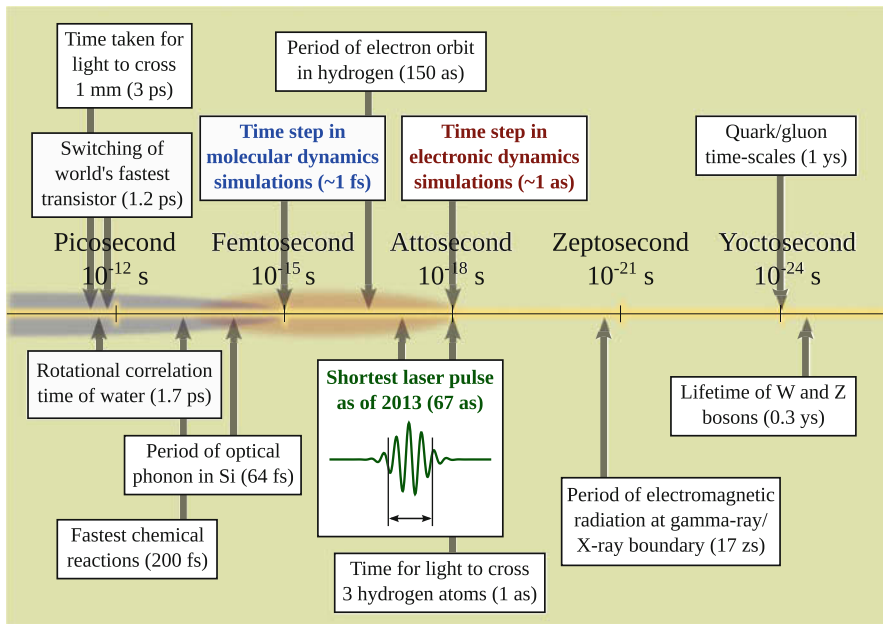 Time taken for
light to cross
1 mm (3 ps)
Period of electron orbit
in hydrogen (150 as)
Switching of
world's fastest
transistor (1.2 ps)
Time step in
molecular dynamics
simulations (~1 fs)
Time step in
electronic dynamics
simulations (~1 as)
Quark/gluon
time-scales (1 ys)
Picosecond
10⁻¹² s
Femtosecond
10⁻¹⁵ s
Attosecond
10⁻¹⁸ s
Zeptosecond
10⁻²¹ s
Yoctosecond
10⁻²⁴ s
Rotational correlation
time of water (1.7 ps)
Period of optical
phonon in Si (64 fs)
Fastest chemical
reactions (200 fs)
Shortest laser pulse
as of 2013 (67 as)
Time for light to cross
3 hydrogen atoms (1 as)
Period of electromagnetic
radiation at gamma-ray/
X-ray boundary (17 zs)
Lifetime of W and Z
bosons (0.3 ys)